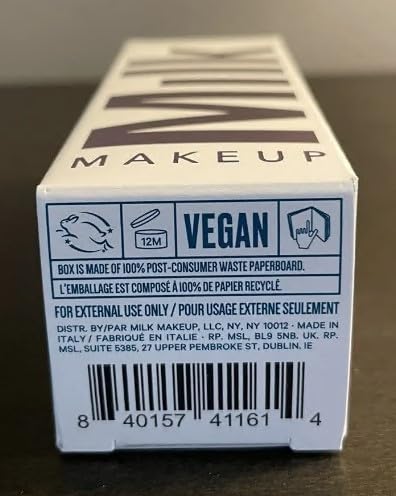 Milk
MAKEUP
12M
VEGAN
BOX IS MADE OF 100% POST-CONSUMER WASTE PAPERBOARD.
L'EMBALLAGE EST COMPOSÉ À 100% DE PAPIER RECYCLÉ.
FOR EXTERNAL USE ONLY / POUR USAGE EXTERNE SEULEMENT
DISTR. BY/PAR MILK MAKEUP, LLC, NY, NY 10012 · MADE IN
ITALY / FABRIQUÉ EN ITALIE · RP. MSL, BL9 5NB. UK. RP.
MSL, SUITE 5385, 27 UPPER PEMBROKE ST, DUBLIN. IE
8 40157 41161 4